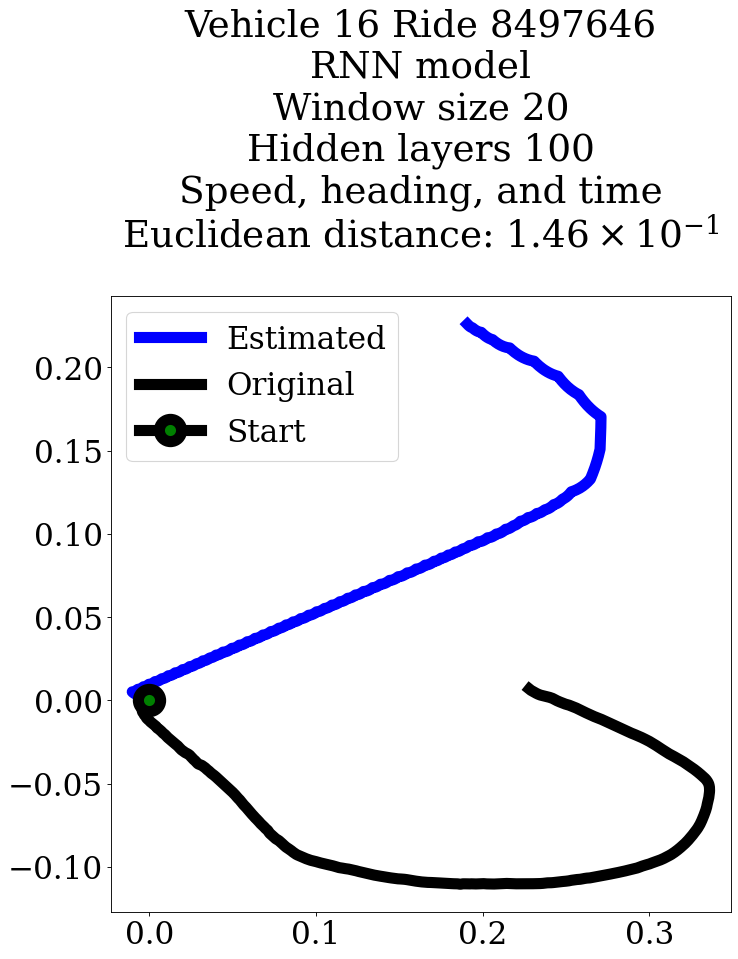 Vehicle 16 Ride 8497646
RNN model
Window size 20
Hidden layers 100
Speed, heading, and time
Euclidean distance: 1.46 × 10⁻¹
Estimated
Original
Start
0.20
0.15
0.10
0.05
0.00
−0.05
−0.10
0.0 0.1 0.2 0.3